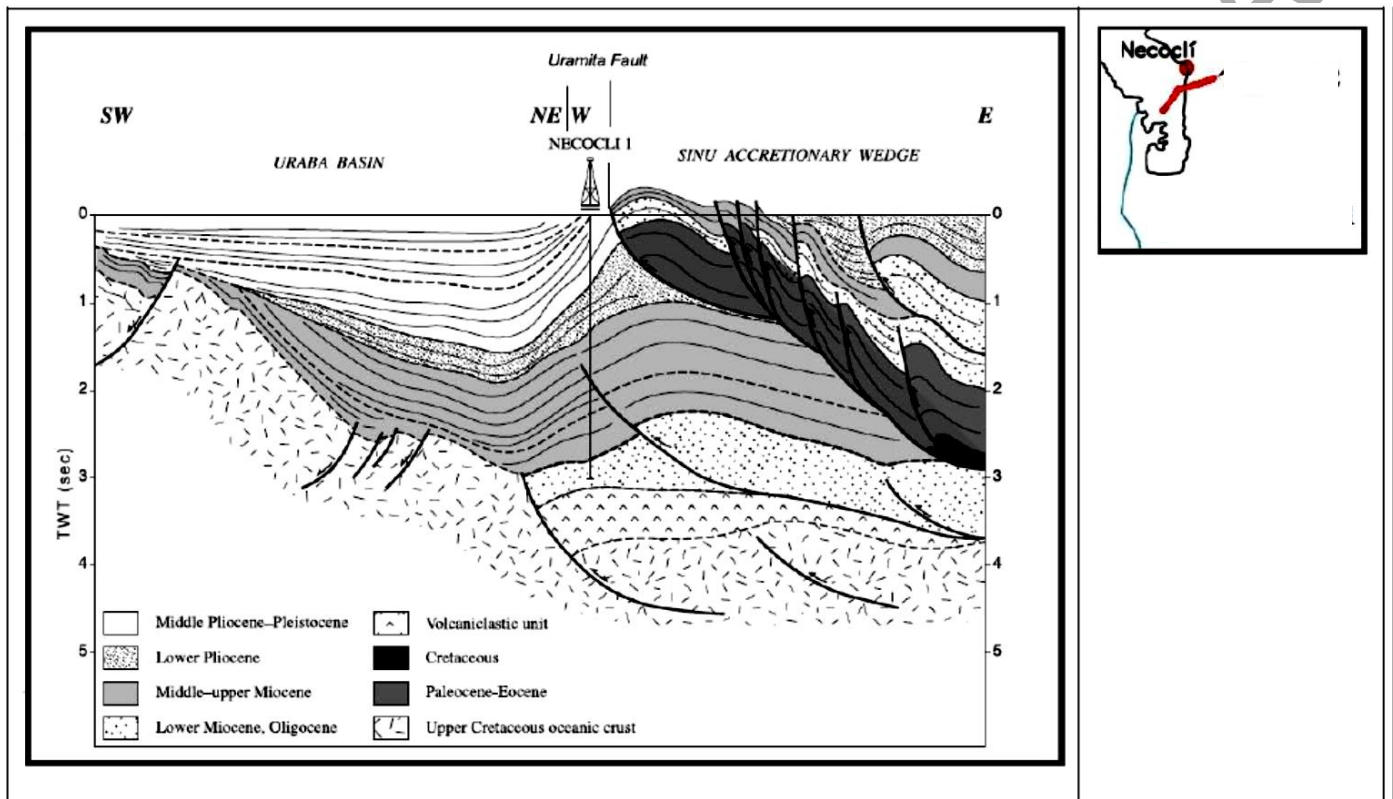 Uramita Fault
SW
NE W
E
NECOCLI 1
URABA BASIN
SINU ACCRETIONARY WEDGE
0
0
1
1
2
2
3
3
4
4
5
5
TWT (sec)
Middle Pliocene–Pleistocene
Lower Pliocene
Middle–upper Miocene
Lower Miocene, Oligocene
Volcaniclastic unit
Cretaceous
Paleocene-Eocene
Upper Cretaceous oceanic crust
Necoclí